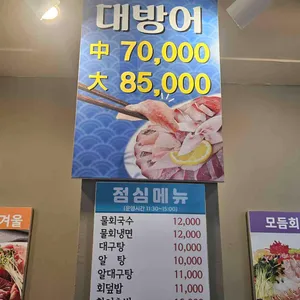 대방어
中 70,000
大 85,000
점심메뉴
물회국수 12,000
물회냉면 12,000
대구탕 10,000
알 탕 10,000
알대구탕 11,000
회덮밥 11,000
겨울
모둠회